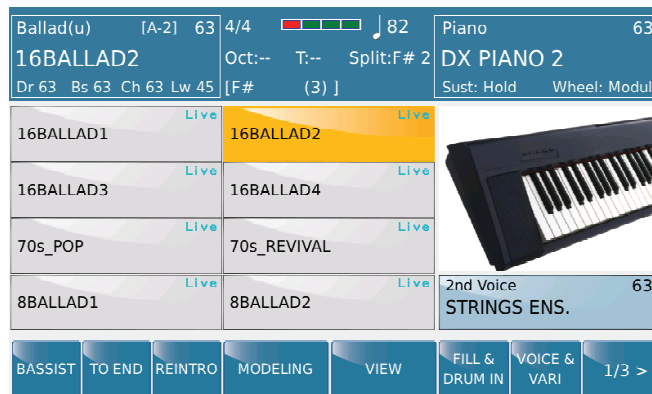 Ballad(u) [A-2] 63
16BALLAD2
Dr 63 Bs 63 Ch 63 Lw 45
4/4 82
Oct:-- T:-- Split:F# 2
[F# (3) ]
Piano 63
DX PIANO 2
Sust: Hold Wheel: Modul
Live
16BALLAD1
Live
16BALLAD2
Live
16BALLAD3
Live
16BALLAD4
Live
70s_POP
Live
70s_REVIVAL
Live
8BALLAD1
Live
8BALLAD2
2nd Voice 63
STRINGS ENS.
BASSIST
TO END
REINTRO
MODELING
VIEW
FILL &
DRUM IN
VOICE &
VARI
1/3 >